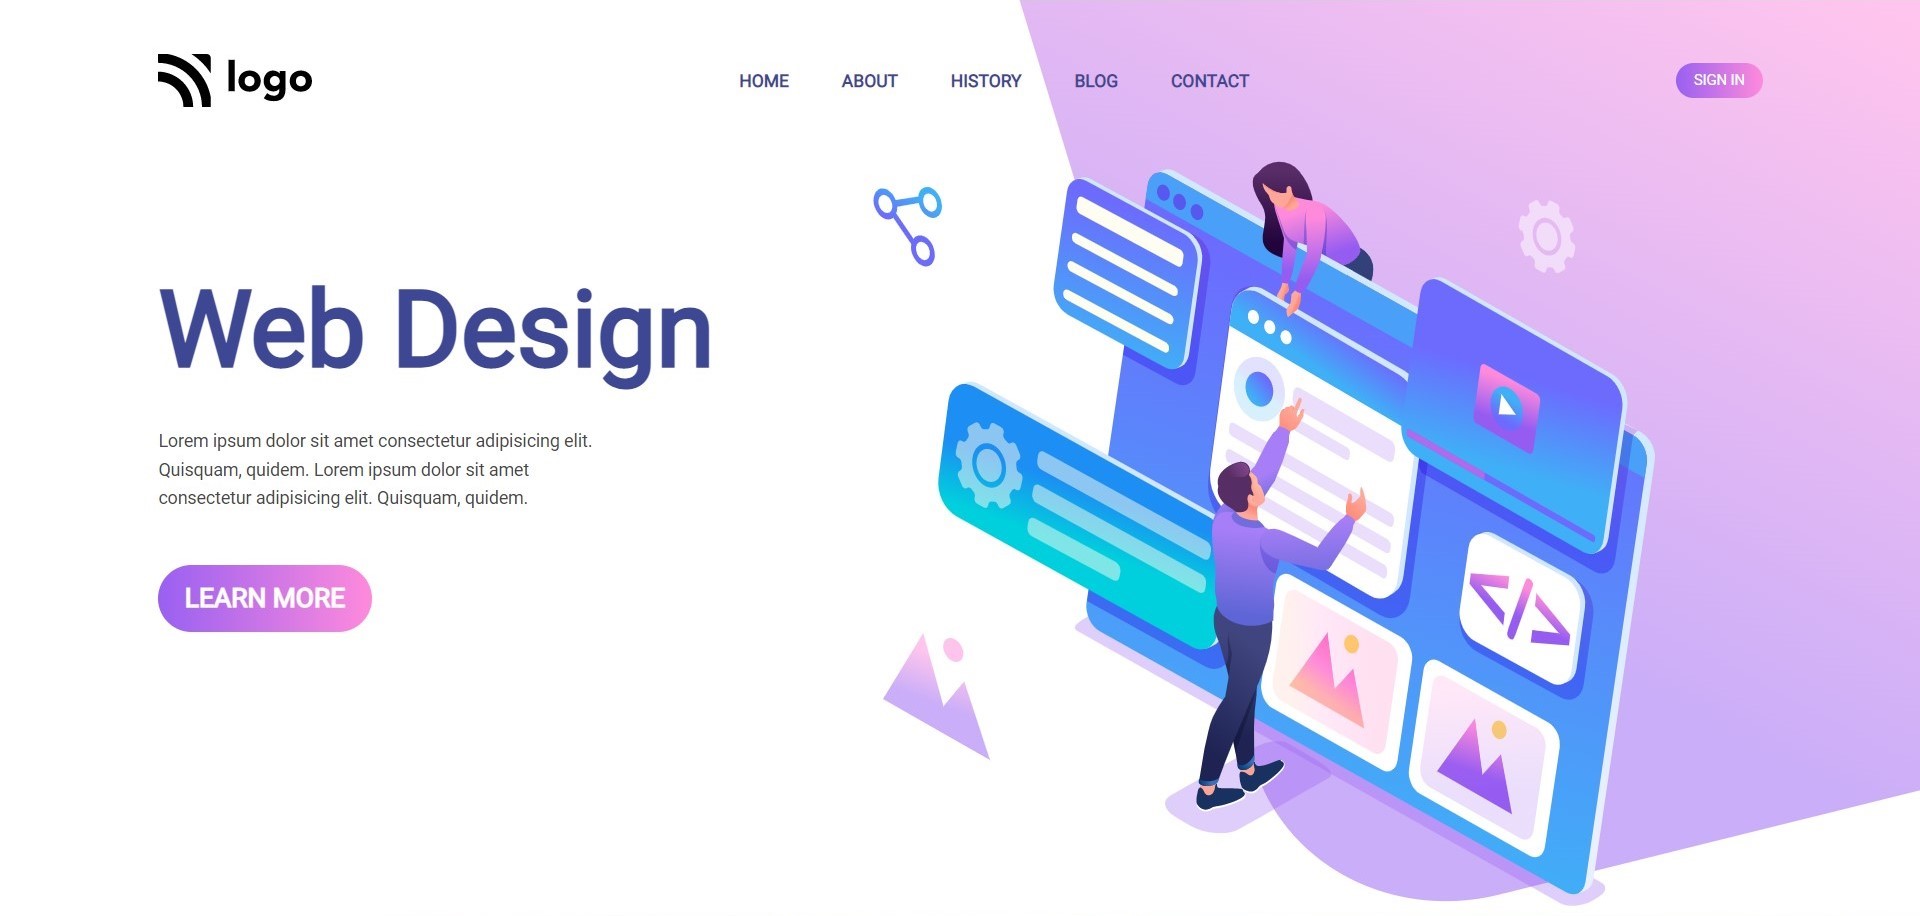 logo
HOME ABOUT HISTORY BLOG CONTACT
SIGN IN
Web Design
Lorem ipsum dolor sit amet consectetur adipisicing elit.
Quisquam, quidem. Lorem ipsum dolor sit amet
consectetur adipisicing elit. Quisquam, quidem.
LEARN MORE
</>